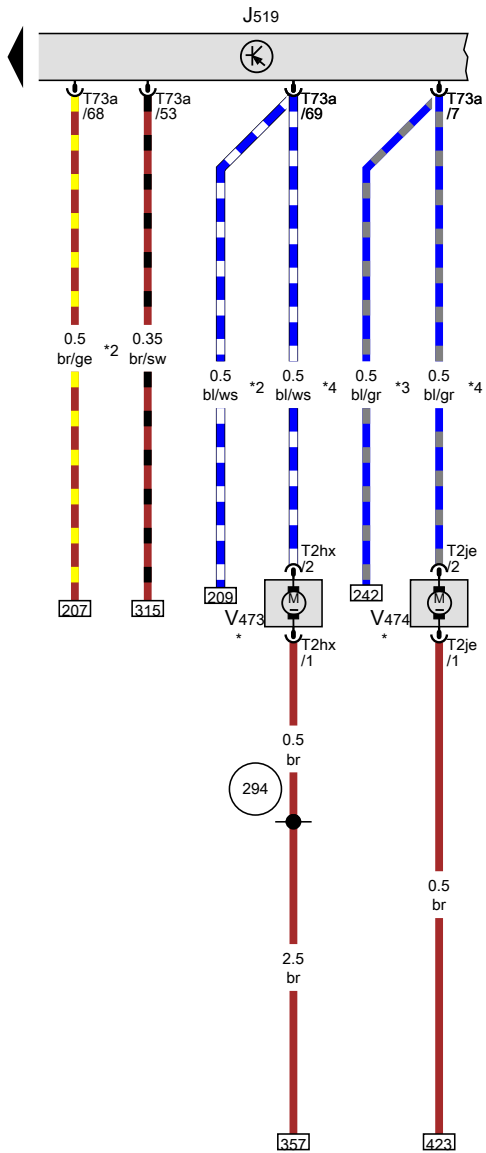 J519
T73a
/68
T73a
/53
T73a
/69
T73a
/7
0.5
br/ge
*2
0.35
br/sw
0.5
bl/ws
*2
0.5
bl/ws
*4
0.5
bl/gr
*3
0.5
bl/gr
*4
T2hx
/2
T2je
/2
207
315
209
242
M
M
V473
*
V474
*
T2hx
/1
T2je
/1
0.5
br
294
0.5
br
2.5
br
357
423